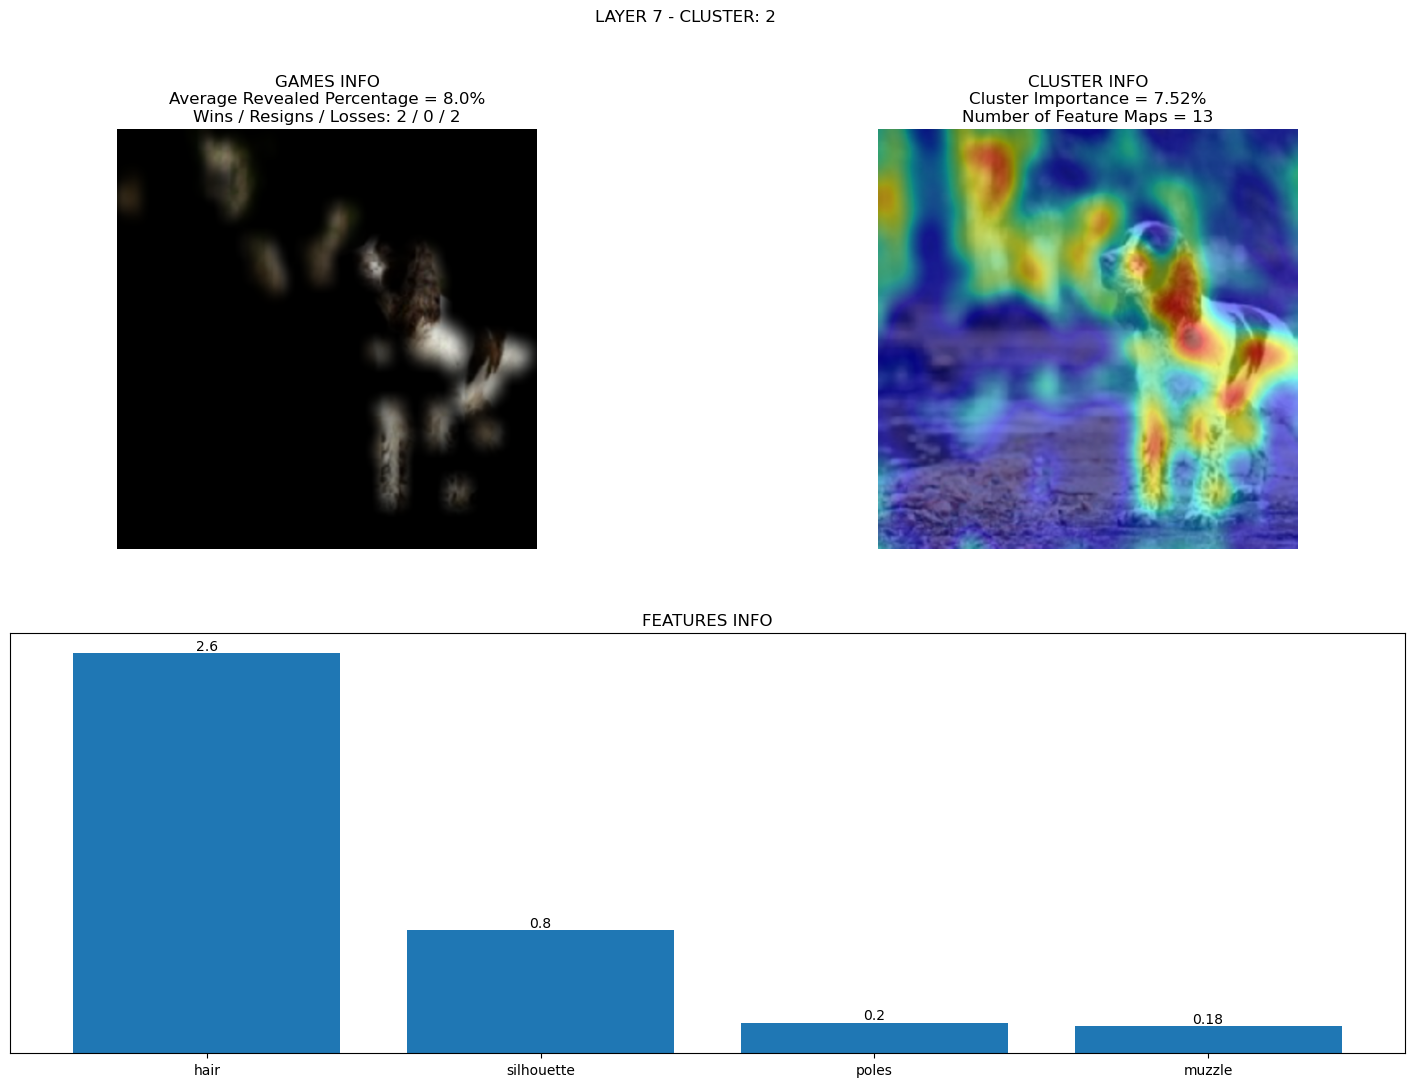 LAYER 7 - CLUSTER: 2
GAMES INFO
Average Revealed Percentage = 8.0%
Wins / Resigns / Losses: 2 / 0 / 2
CLUSTER INFO
Cluster Importance = 7.52%
Number of Feature Maps = 13
FEATURES INFO
2.6
0.8
0.2
0.18
hair
silhouette
poles
muzzle